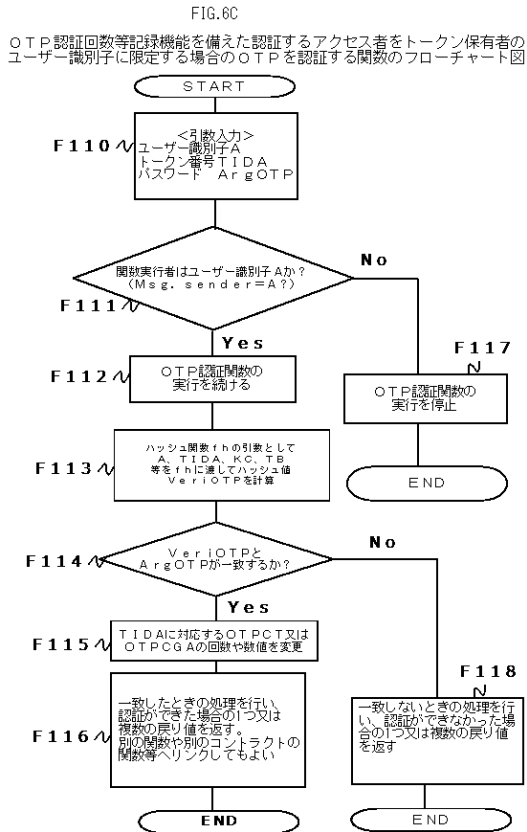 FIG.6C
OTP認証回数等記録機能を備えた認証するアクセス者をトークン保有者の
ユーザー識別子に限定する場合のOTPを認証する関数のフローチャート図
START
F110
<引数入力>
ユーザー識別子A
トークン番号TIDA
パスワード ArgOTP
関数実行者はユーザー識別子Aか?
(Msg. sender=A?)
F111
No
Yes
F112
OTP認証関数の
実行を続ける
F117
OTP認証関数の
実行を停止
END
F113
ハッシュ関数fhの引数として
A、TIDA、KC、TB
等をfhに渡してハッシュ値
VeriOTPを計算
F114
VeriOTPと
ArgOTPが一致するか?
No
Yes
F115
TIDAに対応するOTPCT又は
OTPCGAの回数や数値を変更
F116
一致したときの処理を行い、
認証ができた場合の1つ又は
複数の戻り値を返す。
別の関数や別のコントラクトの
関数等へリンクしてもよい
F118
一致しないときの処理を行
い、認証ができなかった場
合の1つ又は複数の戻り値
を返す
END
END